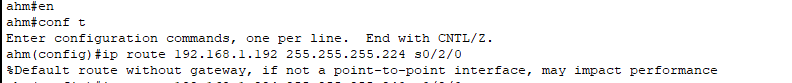 ahm#en
ahm#conf t
Enter configuration commands, one per line.  End with CNTL/Z.
ahm(config)#ip route 192.168.1.192 255.255.255.224 s0/2/0
%Default route without gateway, if not a point-to-point interface, may impact performance